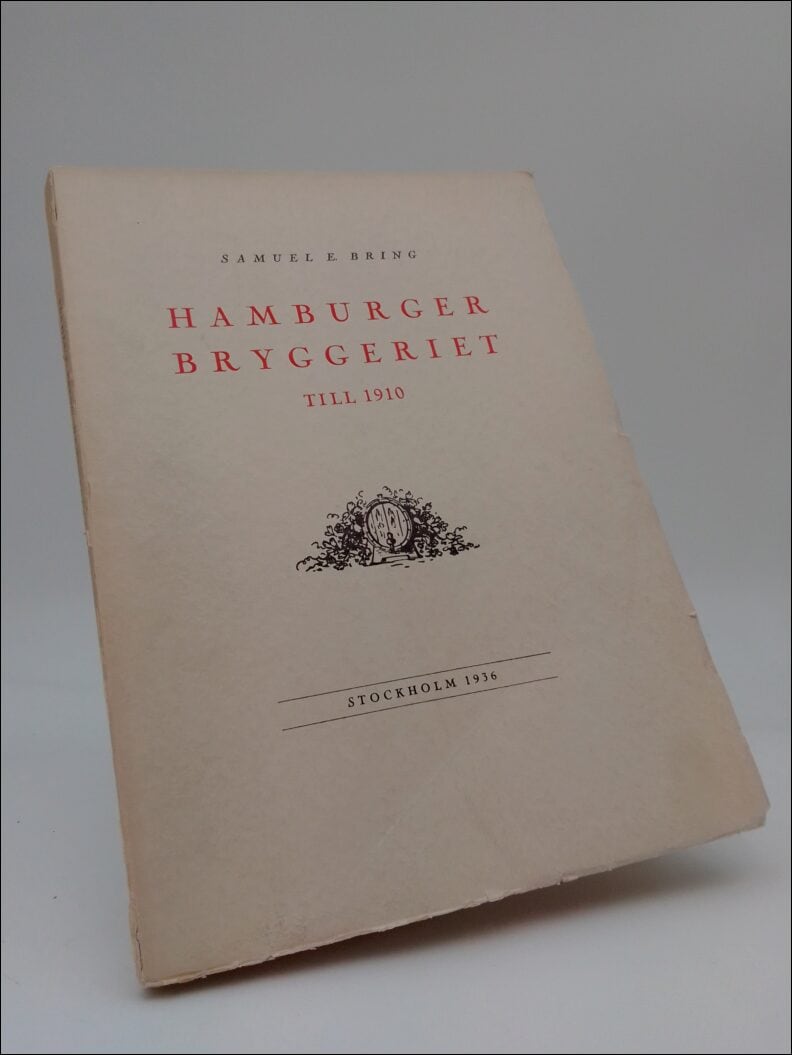 SAMUEL E. BRING
HAMBURGER
BRYGGERIET
TILL 1910
STOCKHOLM 1936